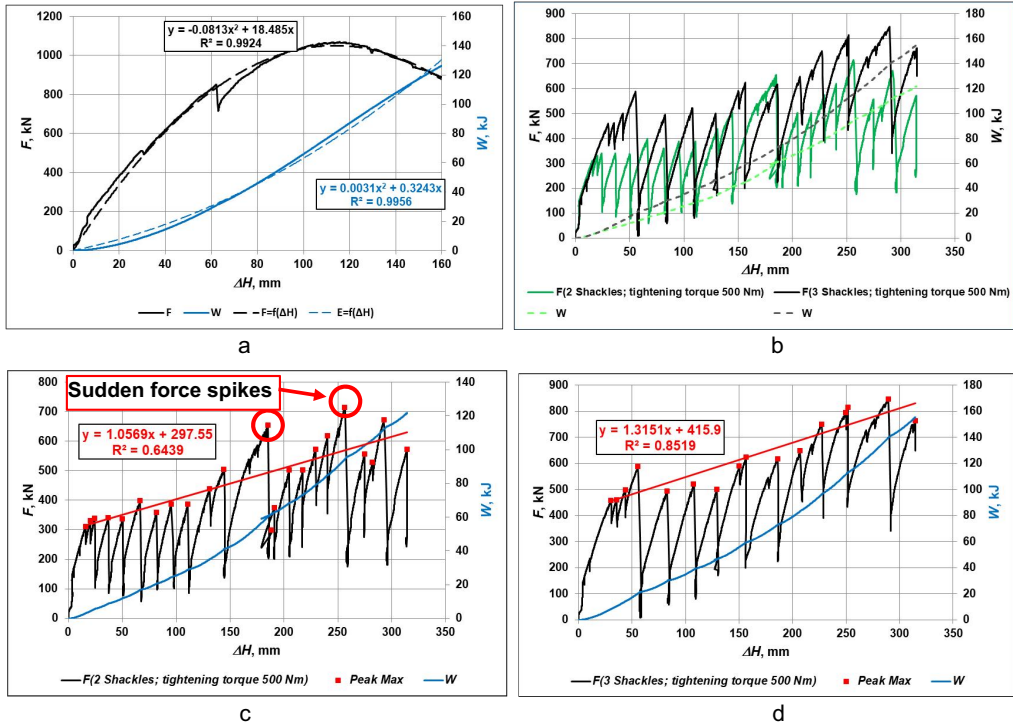 y = -0.0813x² + 18.485x
R² = 0.9924
y = 0.0031x² + 0.3243x
R² = 0.9956
F, kN
1200
1000
800
600
400
200
0
W, kJ
160
140
120
100
80
60
40
20
0
0 20 40 60 80 100 120 140 160
ΔH, mm
F W F=f(ΔH) E=f(ΔH)
a
F, kN
900
800
700
600
500
400
300
200
100
0
W, kJ
180
160
140
120
100
80
60
40
20
0
0 50 100 150 200 250 300 350
ΔH, mm
F(2 Shackles; tightening torque 500 Nm) F(3 Shackles; tightening torque 500 Nm)
W W
b
Sudden force spikes
y = 1.0569x + 297.55
R² = 0.6439
F, kN
800
700
600
500
400
300
200
100
0
W, kJ
140
120
100
80
60
40
20
0
0 50 100 150 200 250 300 350
ΔH, mm
F(2 Shackles; tightening torque 500 Nm) Peak Max W
c
y = 1.3151x + 415.9
R² = 0.8519
F, kN
900
800
700
600
500
400
300
200
100
0
W, kJ
180
160
140
120
100
80
60
40
20
0
0 50 100 150 200 250 300 350
ΔH, mm
F(3 Shackles; tightening torque 500 Nm) Peak Max W
d